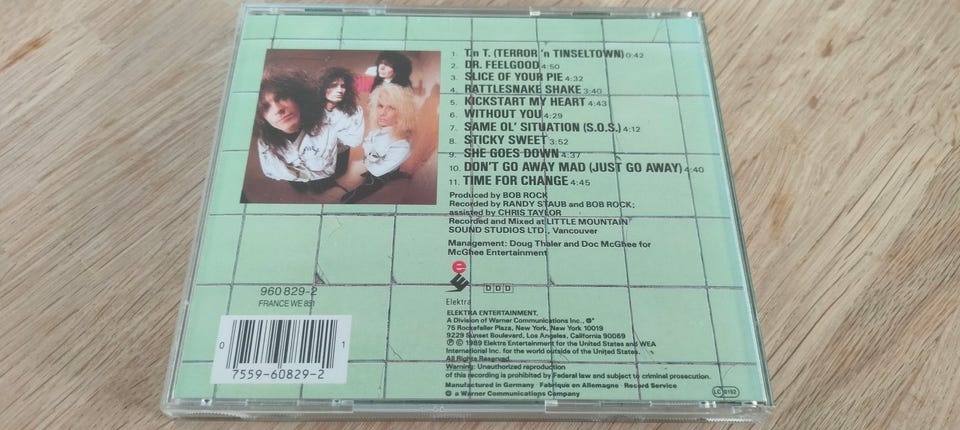 1. T.n T. (TERROR 'n TINSELTOWN) 0:42
2. DR. FEELGOOD 4:50
3. SLICE OF YOUR PIE 4:32
4. RATTLESNAKE SHAKE 3:40
5. KICKSTART MY HEART 4:43
6. WITHOUT YOU 4:29
7. SAME OL' SITUATION (S.O.S.) 4:12
8. STICKY SWEET 3:52
9. SHE GOES DOWN 4:37
10. DON'T GO AWAY MAD (JUST GO AWAY) 4:40
11. TIME FOR CHANGE 4:45
Produced by BOB ROCK
Recorded by RANDY STAUB and BOB ROCK;
assisted by CHRIS TAYLOR
Recorded and Mixed at LITTLE MOUNTAIN
SOUND STUDIOS LTD., Vancouver
Management: Doug Thaler and Doc McGhee for
McGhee Entertainment
e
DDD
Elektra
960 829-2
FRANCE WE 851
0 1
7559-60829-2
ELEKTRA ENTERTAINMENT,
A Division of Warner Communications Inc., ®
75 Rockefeller Plaza, New York, New York 10019
9229 Sunset Boulevard, Los Angeles, California 90069
℗ © 1989 Elektra Entertainment for the United States and WEA
International Inc. for the world outside of the United States.
All Rights Reserved.
Warning: Unauthorized reproduction
of this recording is prohibited by Federal law and subject to criminal prosecution.
Manufactured in Germany Fabriqué en Allemagne Record Service
a Warner Communications Company
LC 0192